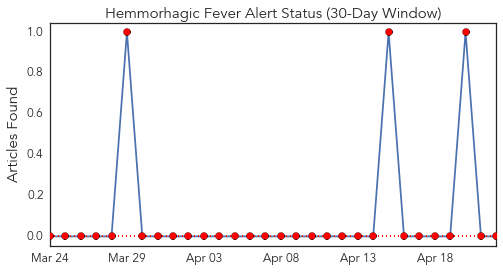 Hemmorhagic Fever Alert Status (30-Day Window)
Articles Found
1.0
0.8
0.6
0.4
0.2
0.0
Mar 24 Mar 29 Apr 03 Apr 08 Apr 13 Apr 18